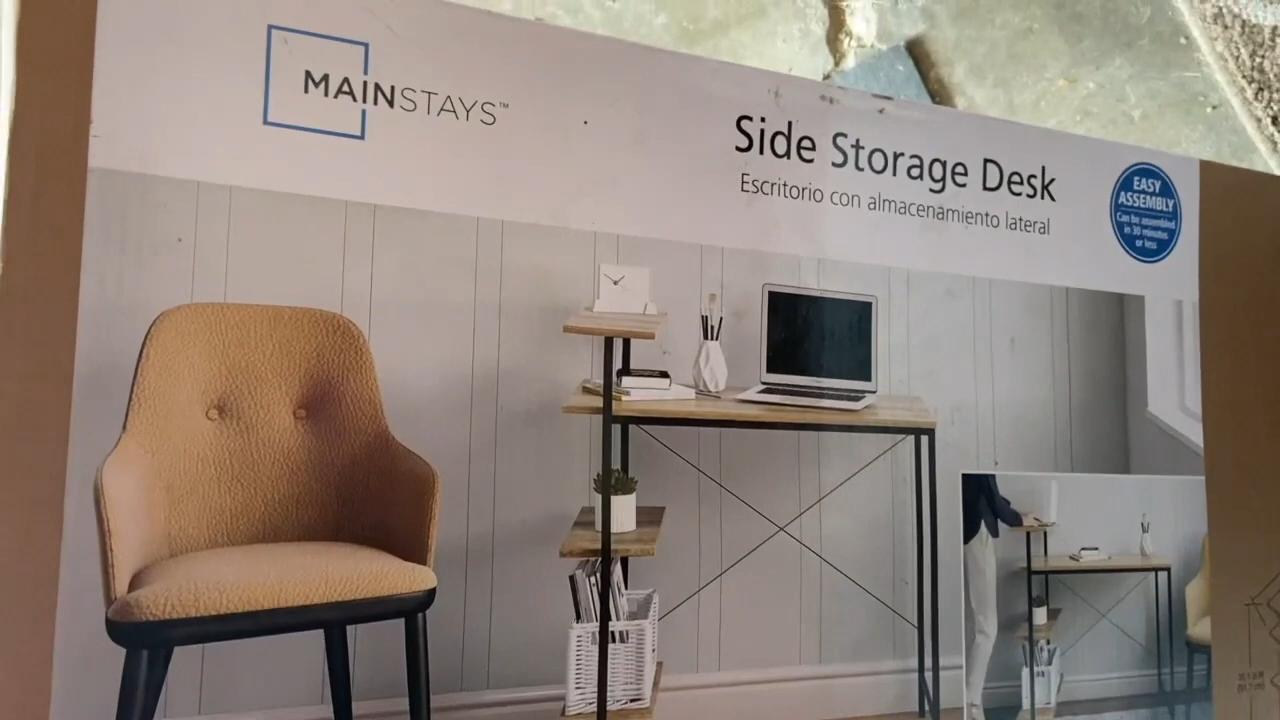 MAINSTAYS™
Side Storage Desk
Escritorio con almacenamiento lateral
EASY
ASSEMBLY
Can be assembled
in 30 minutes
or less